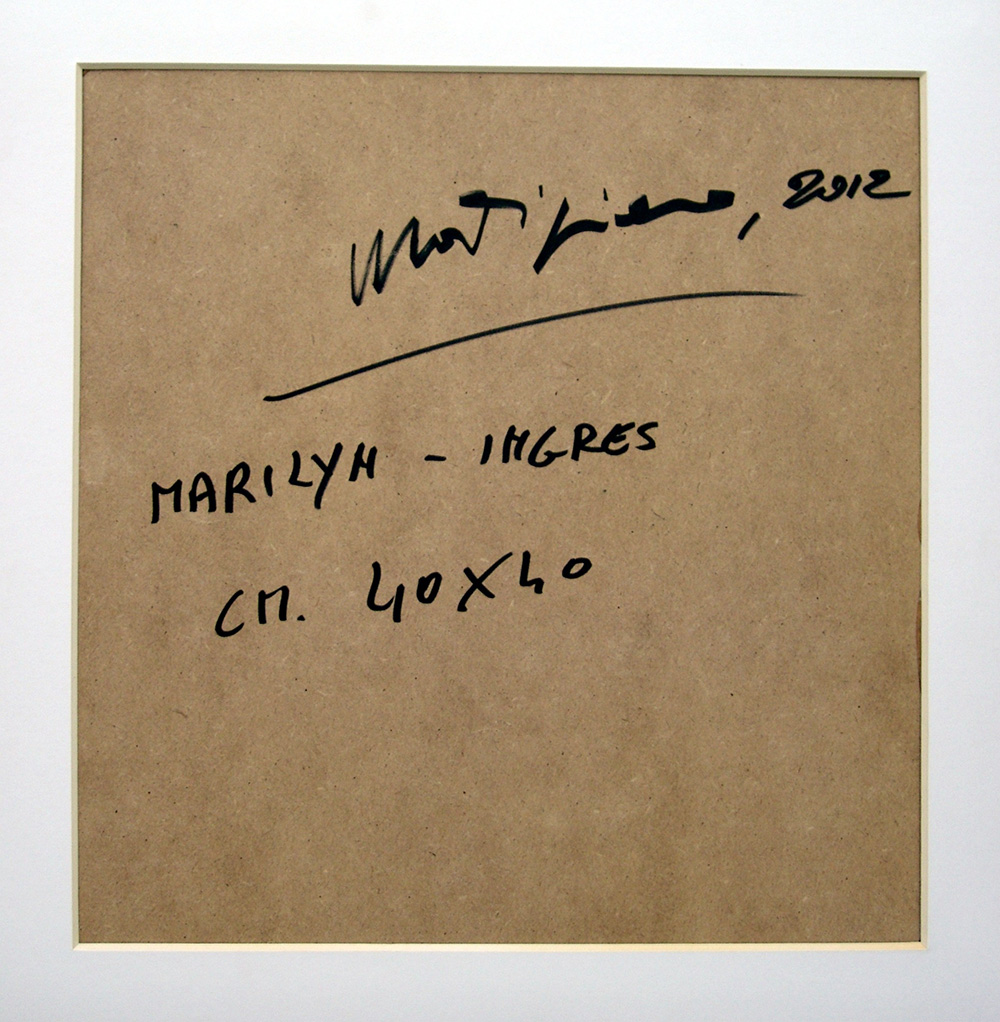 2012
MARILYN - INGRES
CM. 40X40